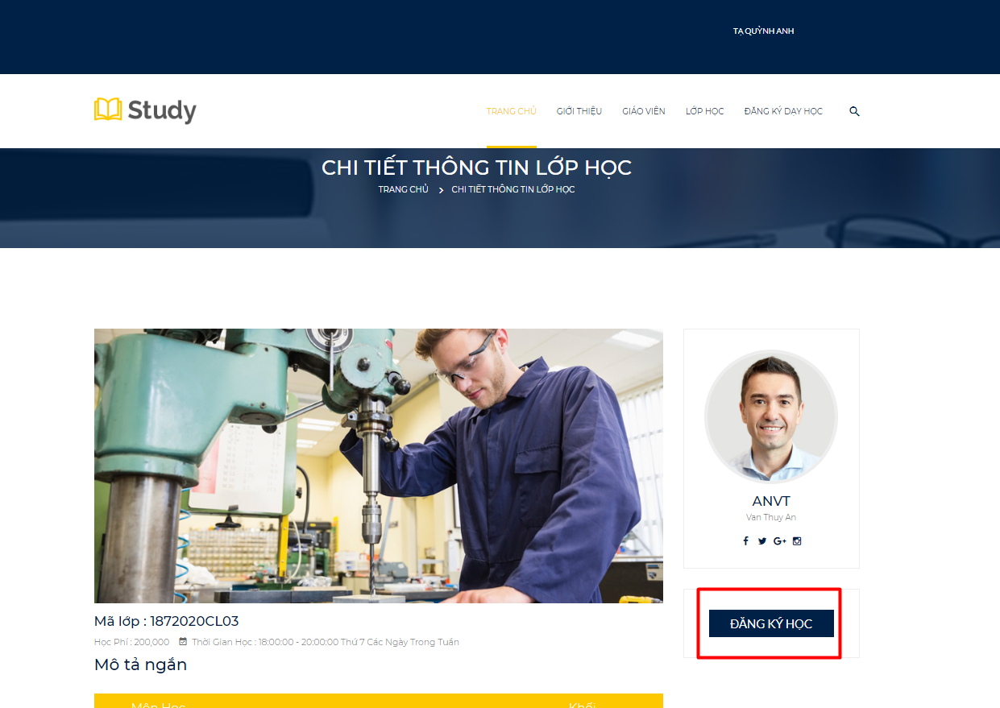 TẠ QUỲNH ANH
Study
TRANG CHỦ GIỚI THIỆU GIÁO VIÊN LỚP HỌC ĐĂNG KÝ DẠY HỌC
CHI TIẾT THÔNG TIN LỚP HỌC
TRANG CHỦ > CHI TIẾT THÔNG TIN LỚP HỌC
ANVT
Van Thuy An
G+
ĐĂNG KÝ HỌC
Mã lớp : 1872020CL03
Học Phí : 200,000 Thời Gian Học : 18:00:00 - 20:00:00 Thứ 7 Các Ngày Trong Tuần
Mô tả ngắn
Môn Học Khối